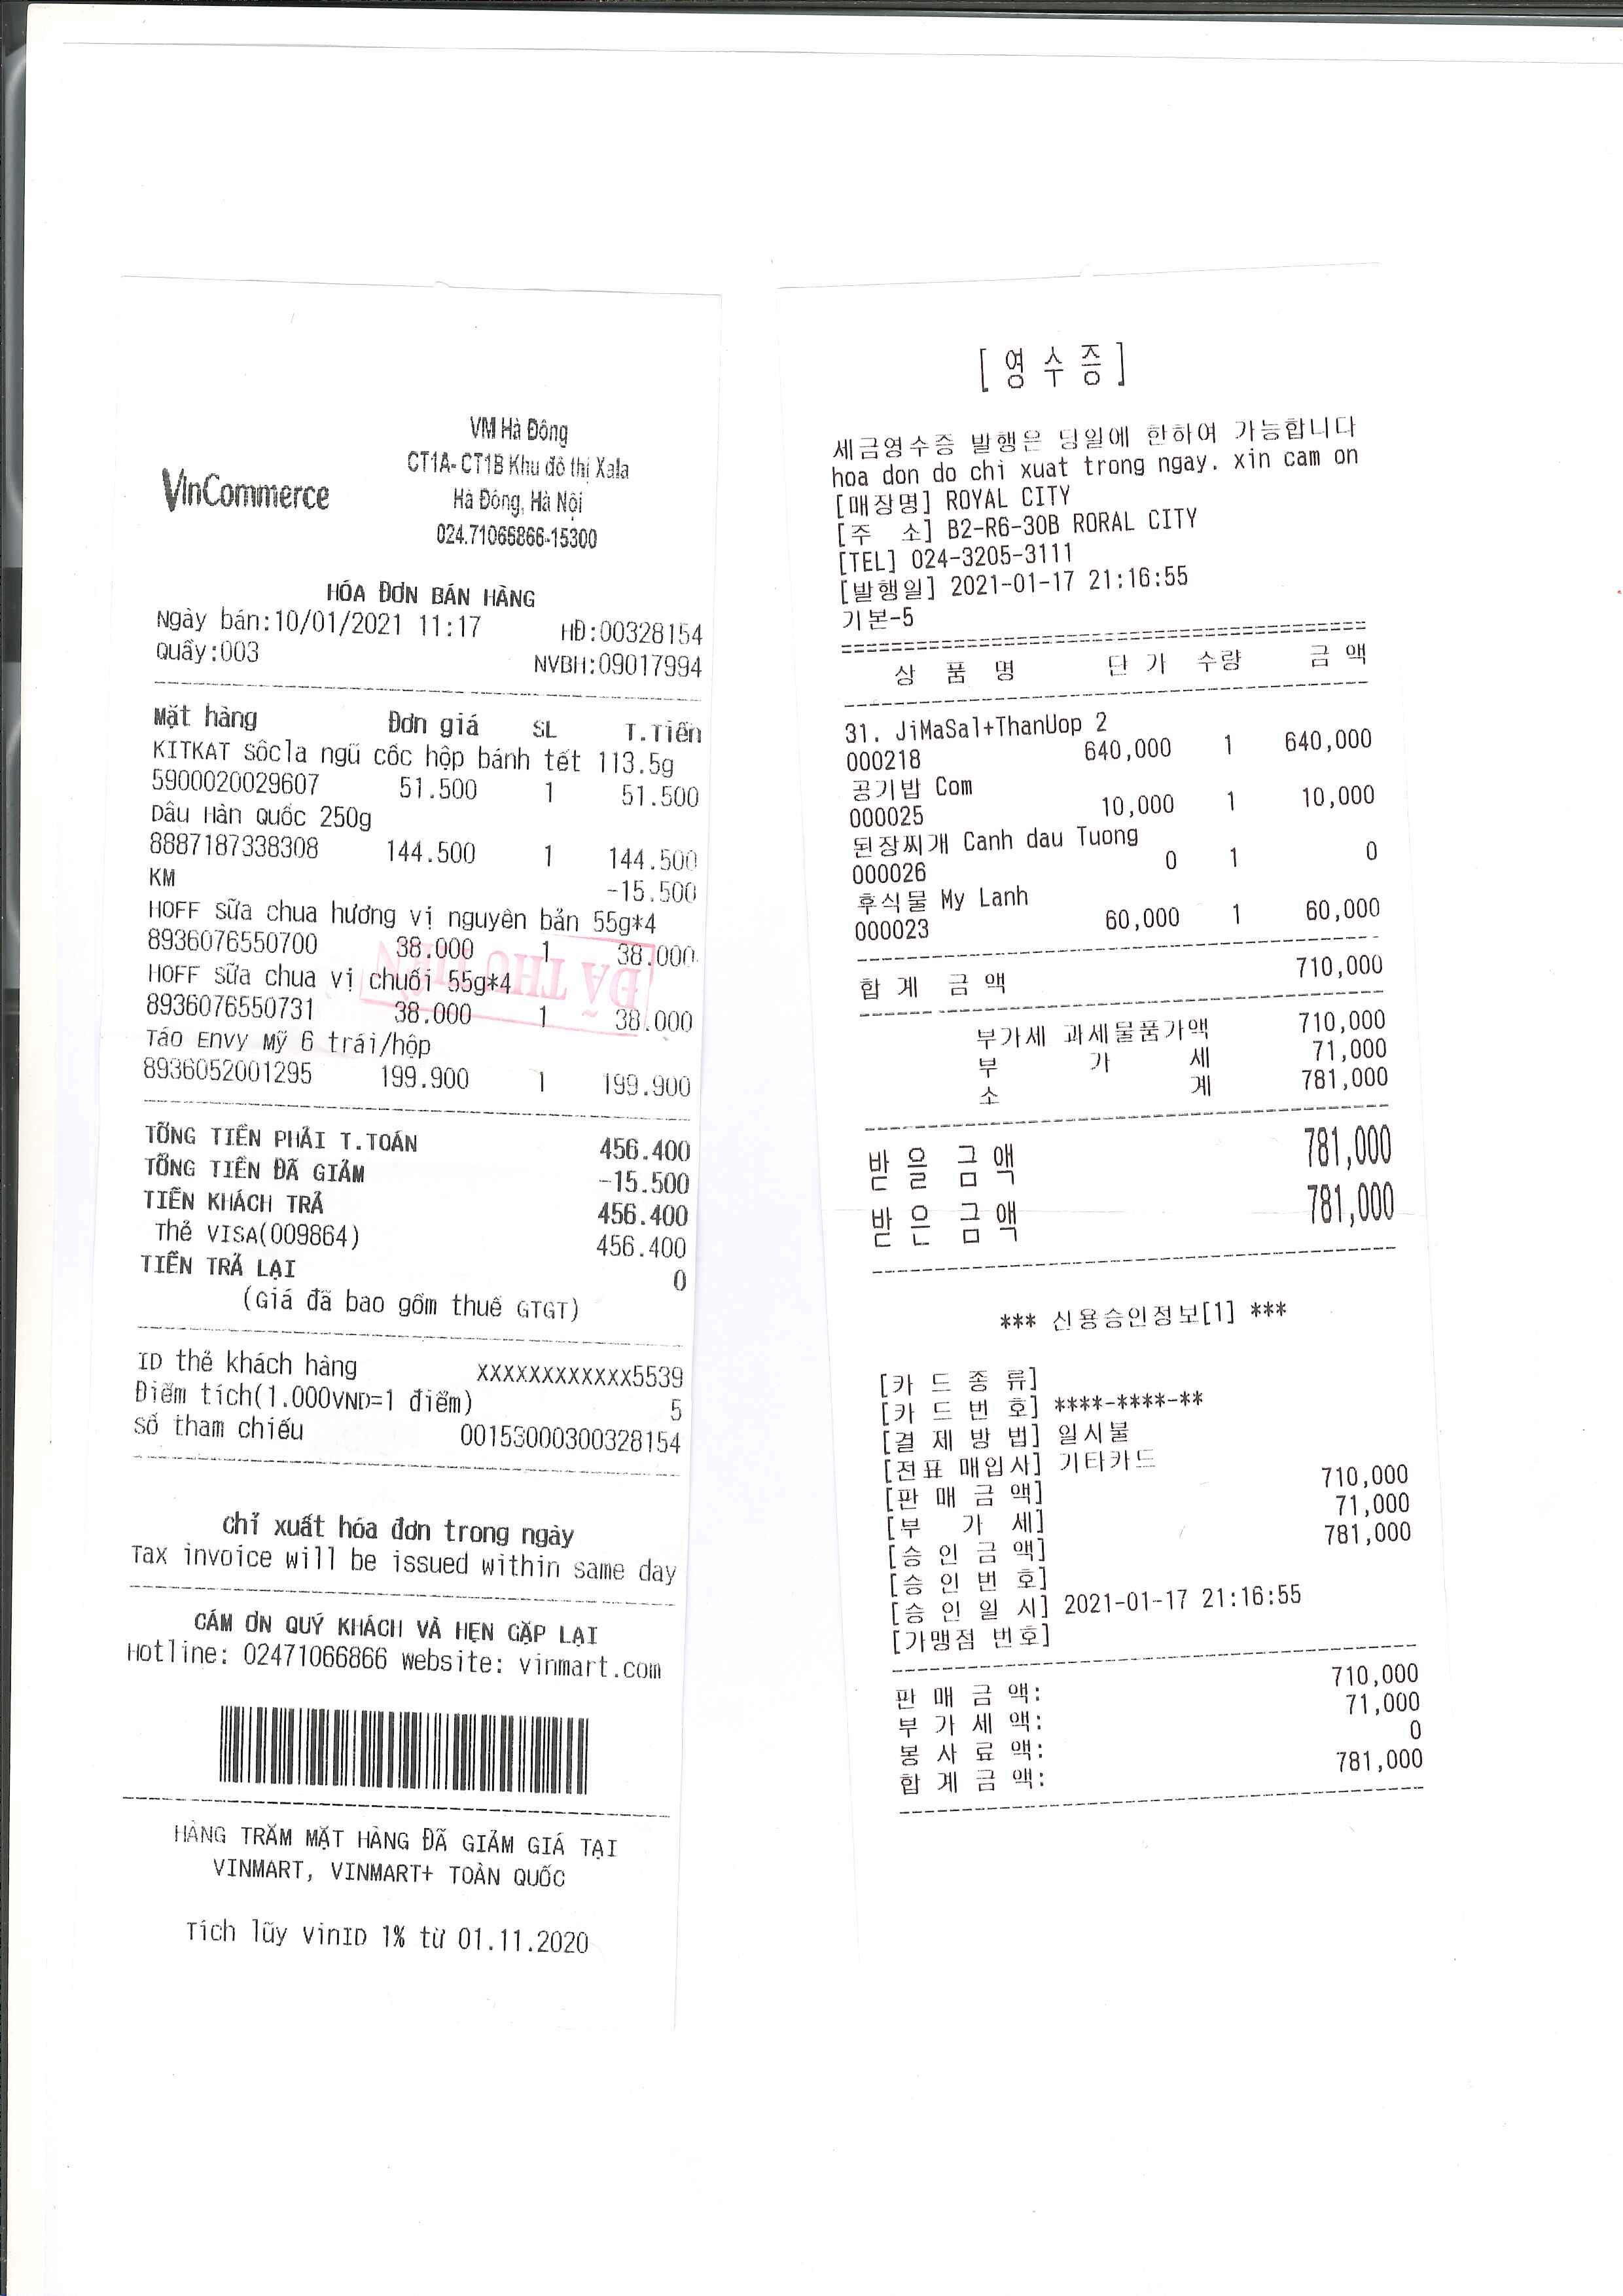 VinCommerce
VM Hà Đông
CT1A- CT1B Khu đô thị Xala
Hà Đông, Hà Nội
024.71066866-15300
HÓA ĐƠN BÁN HÀNG
Ngày bán:10/01/2021 11:17 HĐ:00328154
Quầy:003 NVBH:09017994
Mặt hàng Đơn giá SL T.Tiền
KITKAT Sôcla ngũ cốc hộp bánh tết 113.5g
5900020029607 51.500 1 51.500
Dâu Hàn Quốc 250g
8887187338308 144.500 1 144.500
KM -15.500
HOFF Sữa chua hương vị nguyên bản 55g*4
8936076550700 38.000 1 38.000
HOFF Sữa chua vị chuối 55g*4
8936076550731 38.000 1 38.000
Táo Envy Mỹ 6 trái/hộp
8936052001295 199.900 1 199.900
ĐÃ THU TIỀN
TỔNG TIỀN PHẢI T.TOÁN 456.400
TỔNG TIỀN ĐÃ GIẢM -15.500
TIỀN KHÁCH TRẢ 456.400
Thẻ VISA(009864) 456.400
TIỀN TRẢ LẠI 0
(Giá đã bao gồm thuế GTGT)
ID thẻ khách hàng XXXXXXXXXXXX5539
Điểm tích(1.000VND=1 điểm) 5
Số tham chiếu 00153000300328154
Chỉ xuất hóa đơn trong ngày
Tax invoice will be issued within same day
CÁM ƠN QUÝ KHÁCH VÀ HẸN GẶP LẠI
Hotline: 02471066866 Website: vinmart.com
HÀNG TRĂM MẶT HÀNG ĐÃ GIẢM GIÁ TẠI
VINMART, VINMART+ TOÀN QUỐC
Tích lũy VinID 1% từ 01.11.2020
[ 영 수 증 ]
세금영수증 발행은 당일에 한하여 가능합니다
hoa don do chi xuat trong ngay. xin cam on
[매장명] ROYAL CITY
[주 소] B2-R6-30B RORAL CITY
[TEL] 024-3205-3111
[발행일] 2021-01-17 21:16:55
기본-5
상 품 명 단 가 수량 금 액
31. JiMaSal+ThanUop 2
000218 640,000 1 640,000
공기밥 Com
000025 10,000 1 10,000
된장찌개 Canh dau Tuong
000026 0 1 0
후식물 My Lanh
000023 60,000 1 60,000
합 계 금 액 710,000
부가세 과세물품가액 710,000
부 가 세 71,000
소 계 781,000
받 을 금 액 781,000
받 은 금 액 781,000
*** 신용승인정보[1] ***
[카 드 종 류]
[카 드 번 호] ****-****-**
[결 제 방 법] 일시불
[전표 매입사] 기타카드
[판 매 금 액] 710,000
[부 가 세] 71,000
[승 인 금 액] 781,000
[승 인 번 호]
[승 인 일 시] 2021-01-17 21:16:55
[가맹점 번호]
판 매 금 액: 710,000
부 가 세 액: 71,000
봉 사 료 액: 0
합 계 금 액: 781,000